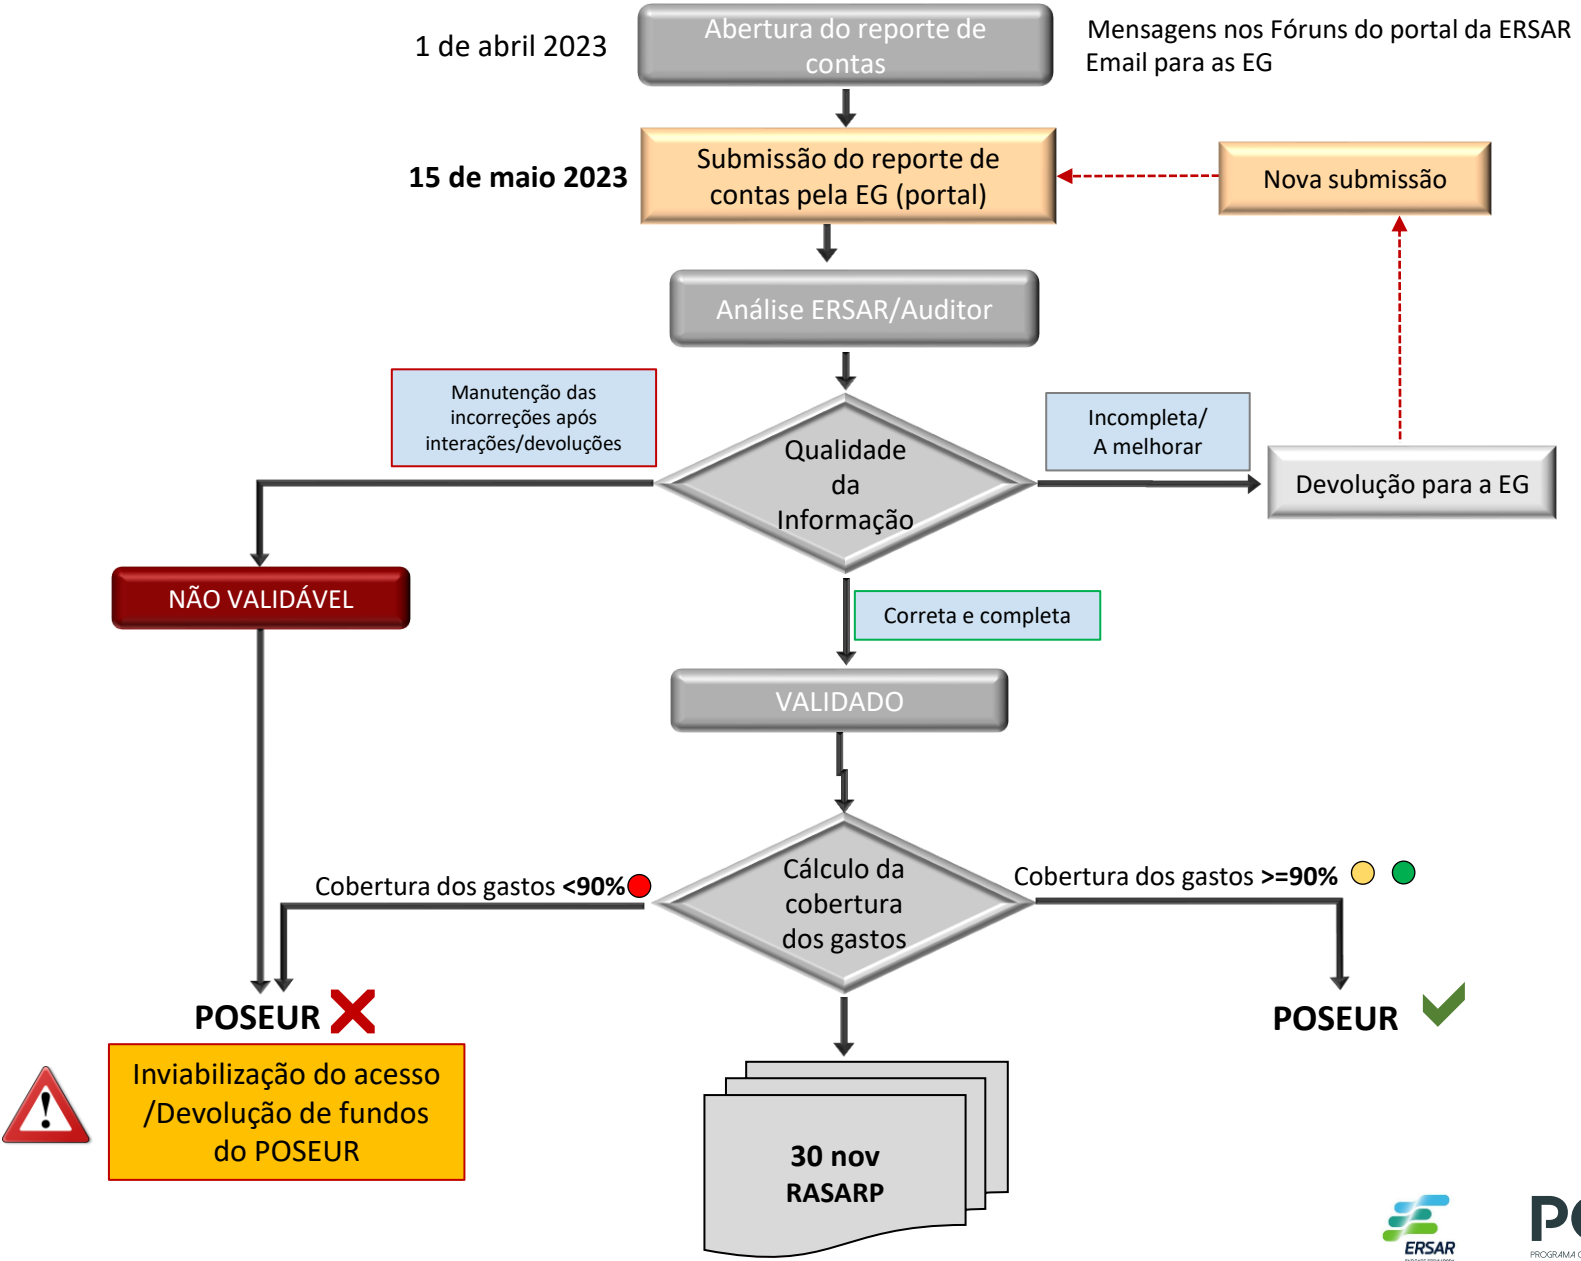 1 de abril 2023
Abertura do reporte de
contas
Mensagens nos Fóruns do portal da ERSAR
Email para as EG
15 de maio 2023
Submissão do reporte de
contas pela EG (portal)
Nova submissão
Análise ERSAR/Auditor
Manutenção das
incorreções após
interações/devoluções
Incompleta/
A melhorar
Qualidade
da
Informação
Devolução para a EG
NÃO VALIDÁVEL
Correta e completa
VALIDADO
Cobertura dos gastos <90%
Cálculo da
cobertura
dos gastos
Cobertura dos gastos >=90%
POSEUR
POSEUR
Inviabilização do acesso
/Devolução de fundos
do POSEUR
30 nov
RASARP
ERSAR
PROGRAMA